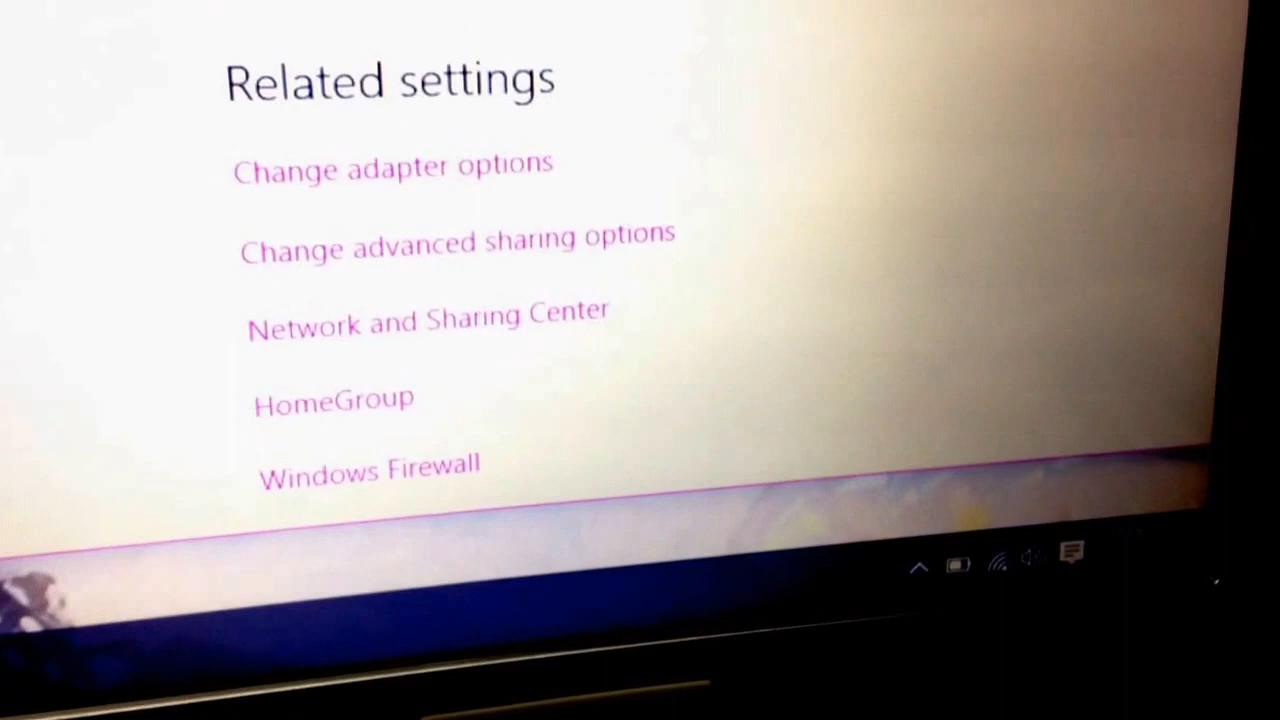 Related settings
Change adapter options
Change advanced sharing options
Network and Sharing Center
HomeGroup
Windows Firewall